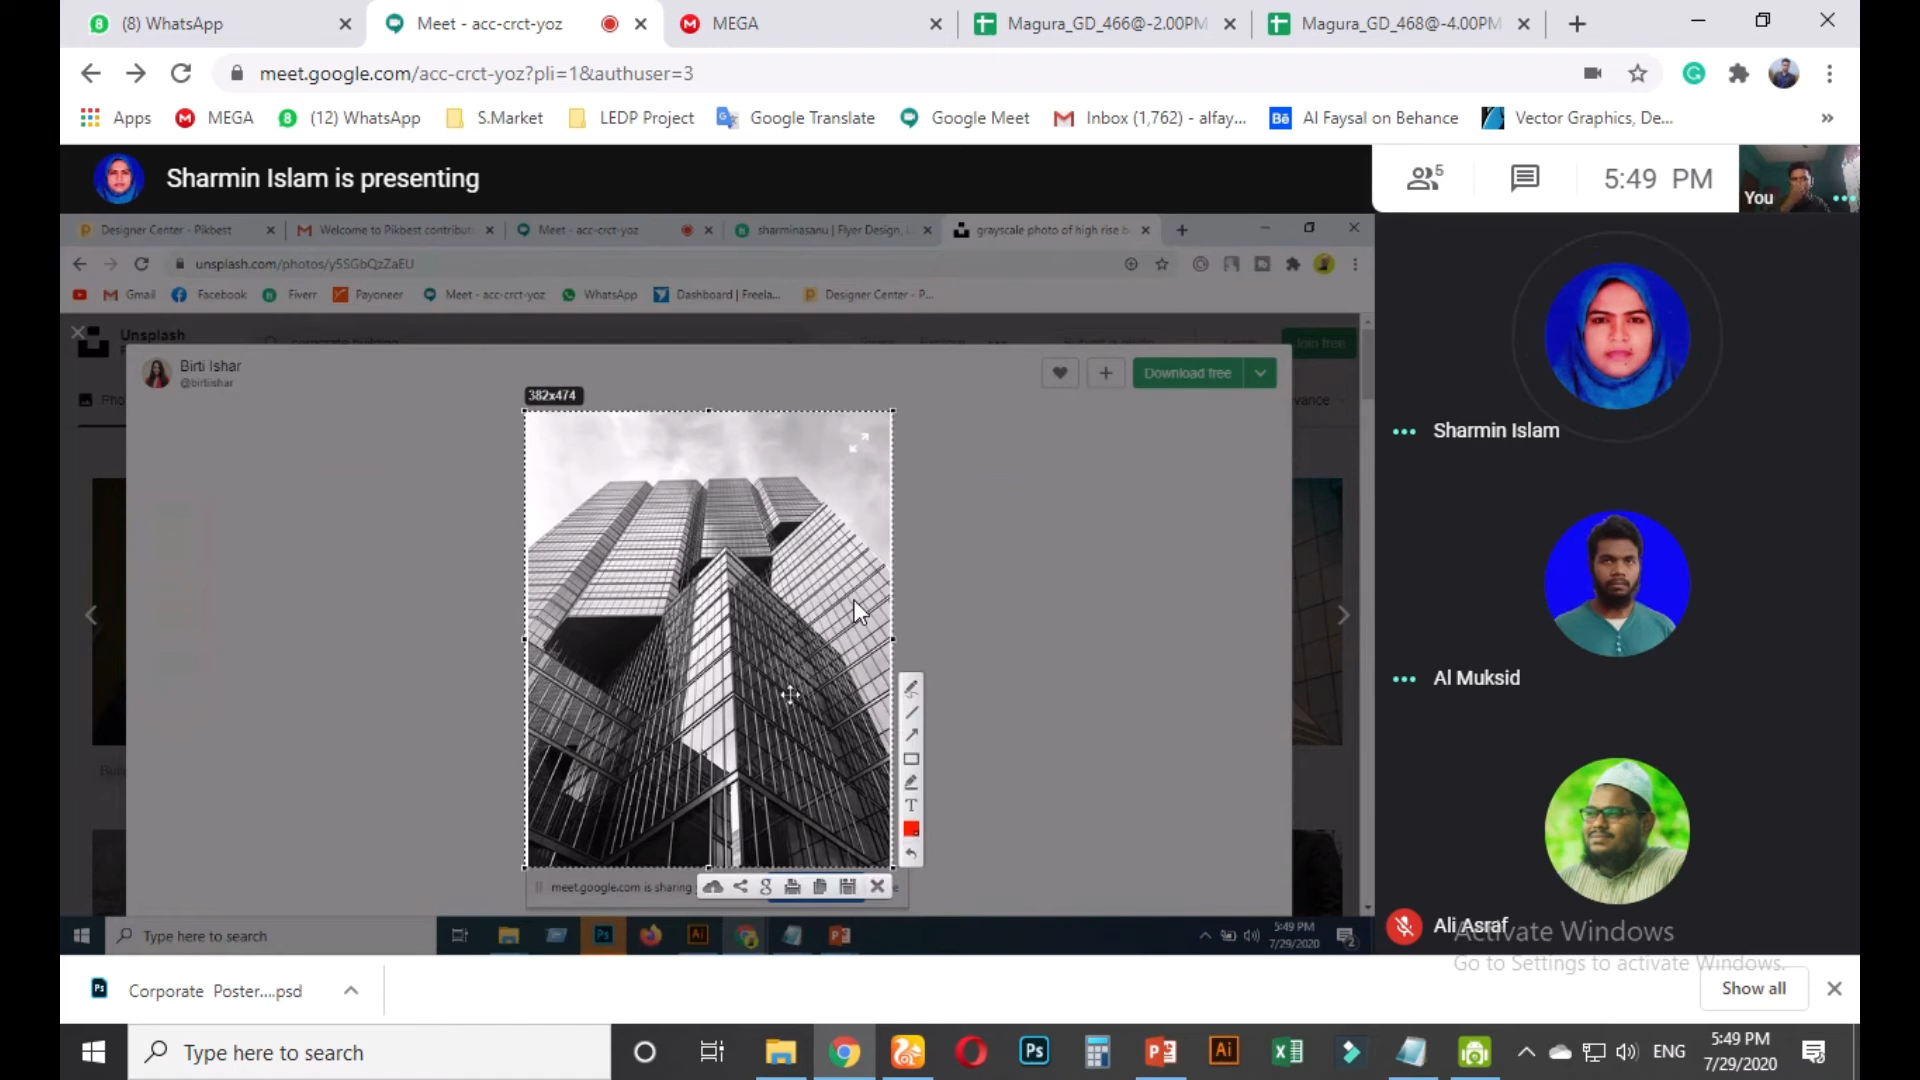 (8) WhatsApp
Meet - acc-crct-yoz
MEGA
Magura_GD_466@-2.00PM
Magura_GD_468@-4.00PM
meet.google.com/acc-crct-yoz?pli=1&authuser=3
Apps
MEGA
(12) WhatsApp
S.Market
LEDP Project
Google Translate
Google Meet
Inbox (1,762) - alfay...
Al Faysal on Behance
Vector Graphics, De...
Sharmin Islam is presenting
5
5:49 PM
You
Designer Center - Pikbest
Welcome to Pikbest contribut
Meet - acc-crct-yoz
sharminasanu | Flyer Design, L
grayscale photo of high rise b
unsplash.com/photos/y5SGbQzZaEU
Gmail
Facebook
Fiverr
Payoneer
Meet - acc-crct-yoz
WhatsApp
Dashboard | Freela...
Designer Center - P...
Unsplash
Join free
Birti Ishar
@birtiishar
Download free
382x474
Sharmin Islam
Al Muksid
Ali Asraf
meet.google.com is sharing
Type here to search
5:49 PM
7/29/2020
Activate Windows
Go to Settings to activate Windows.
Corporate Poster....psd
Show all
Type here to search
ENG
5:49 PM
7/29/2020